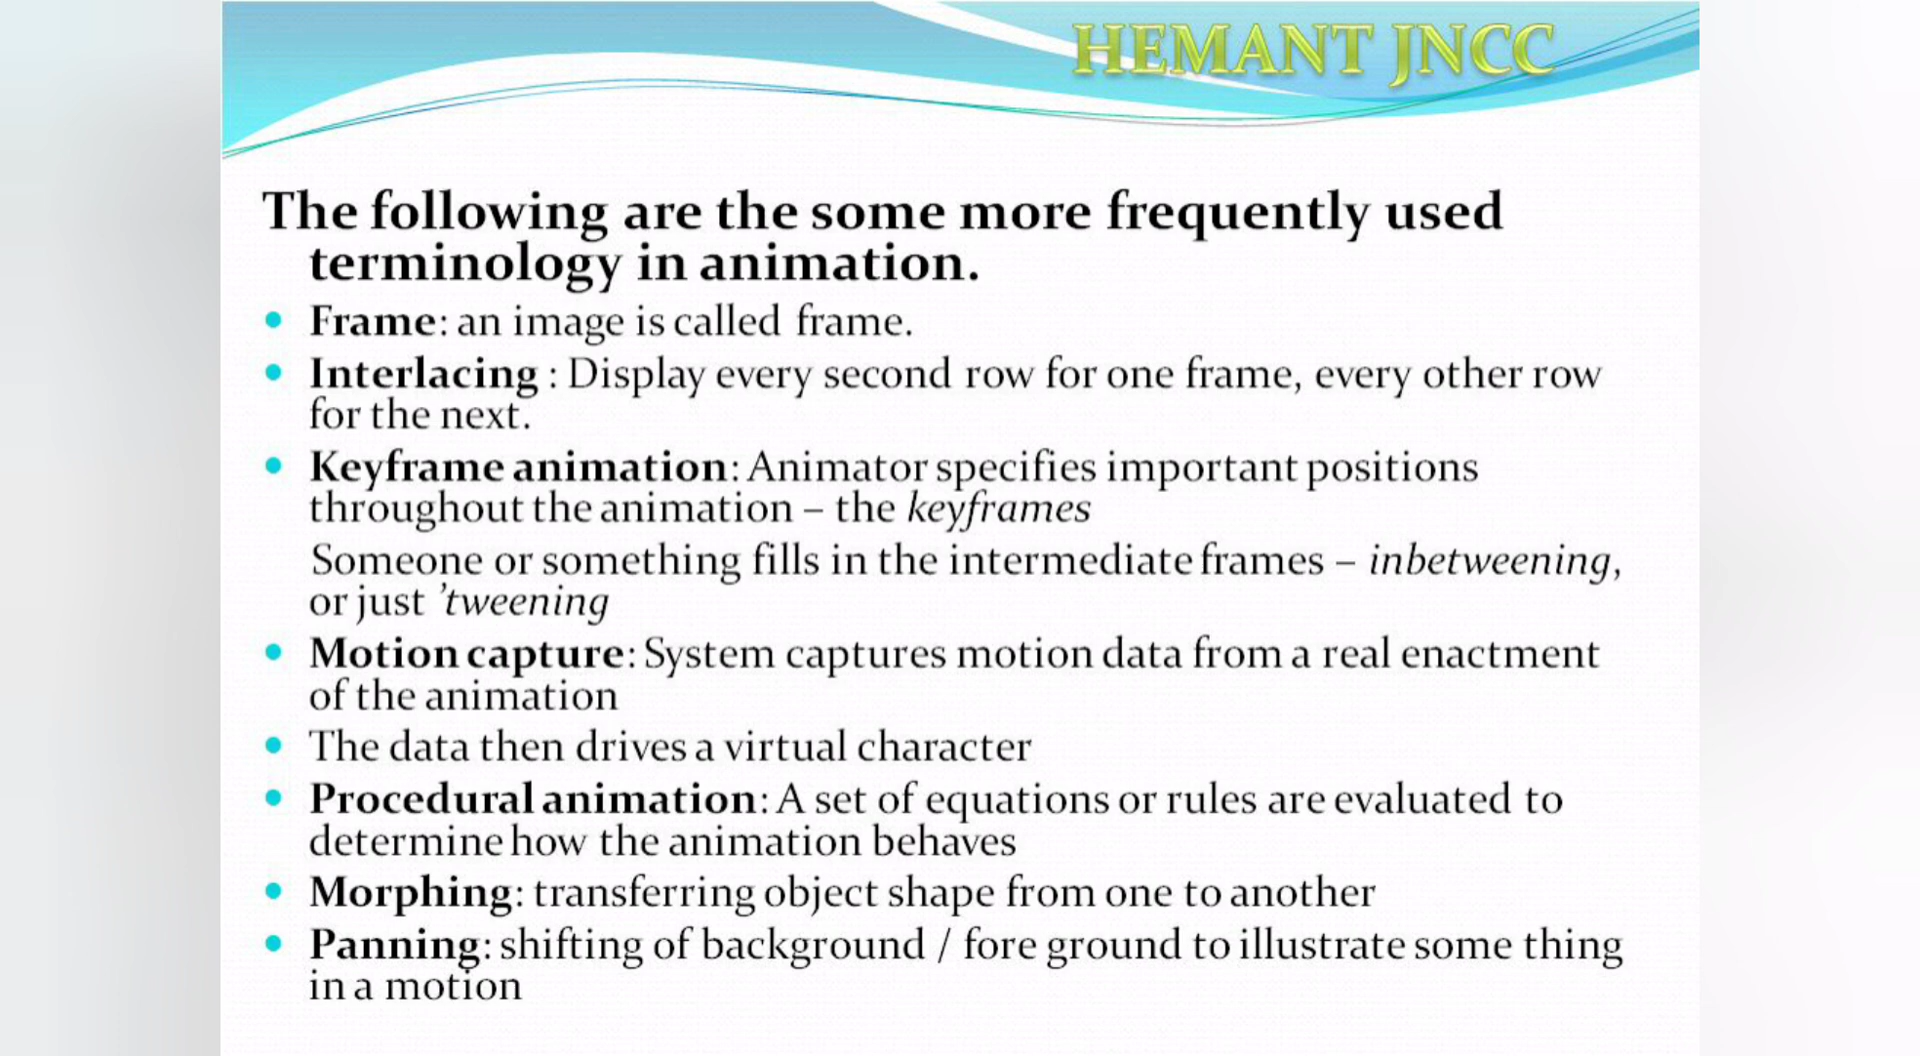 HEMANT JNCC
The following are the some more frequently used
terminology in animation.
• Frame: an image is called frame.
• Interlacing : Display every second row for one frame, every other row
for the next.
• Keyframe animation: Animator specifies important positions
throughout the animation – the keyframes
Someone or something fills in the intermediate frames – inbetweening,
or just ’tweening
• Motion capture: System captures motion data from a real enactment
of the animation
• The data then drives a virtual character
• Procedural animation: A set of equations or rules are evaluated to
determine how the animation behaves
• Morphing: transferring object shape from one to another
• Panning: shifting of background / fore ground to illustrate some thing
in a motion